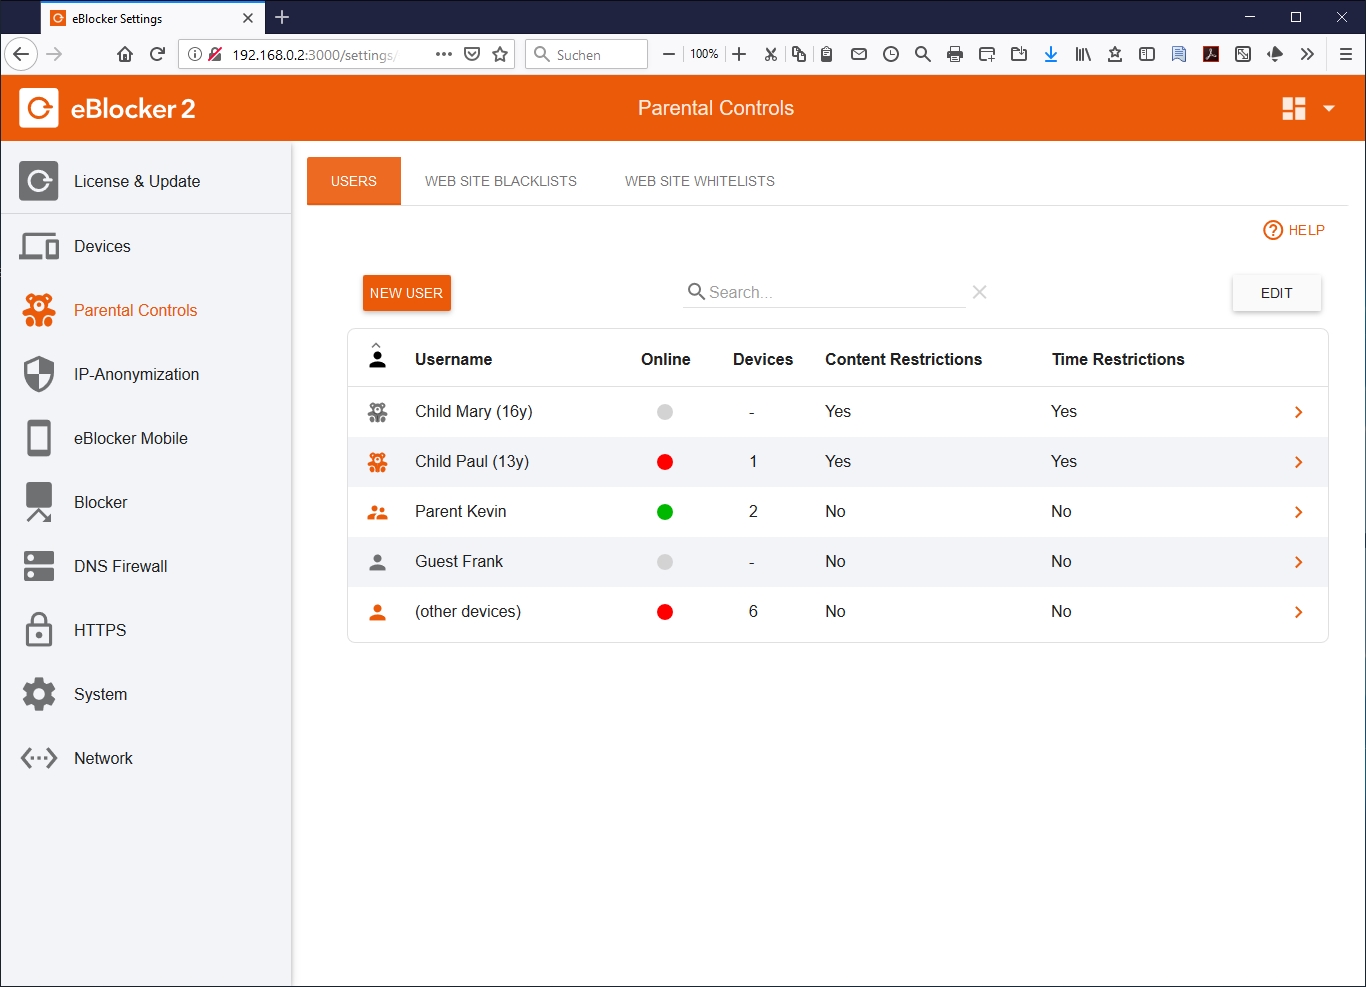 eBlocker Settings
192.168.0.2:3000/settings/
Suchen
100%
eBlocker 2
Parental Controls
License & Update
Devices
Parental Controls
IP-Anonymization
eBlocker Mobile
Blocker
DNS Firewall
HTTPS
System
Network
USERS WEB SITE BLACKLISTS WEB SITE WHITELISTS
? HELP
NEW USER Search... EDIT
Username Online Devices Content Restrictions Time Restrictions
Child Mary (16y) - Yes Yes
Child Paul (13y) 1 Yes Yes
Parent Kevin 2 No No
Guest Frank - No No
(other devices) 6 No No